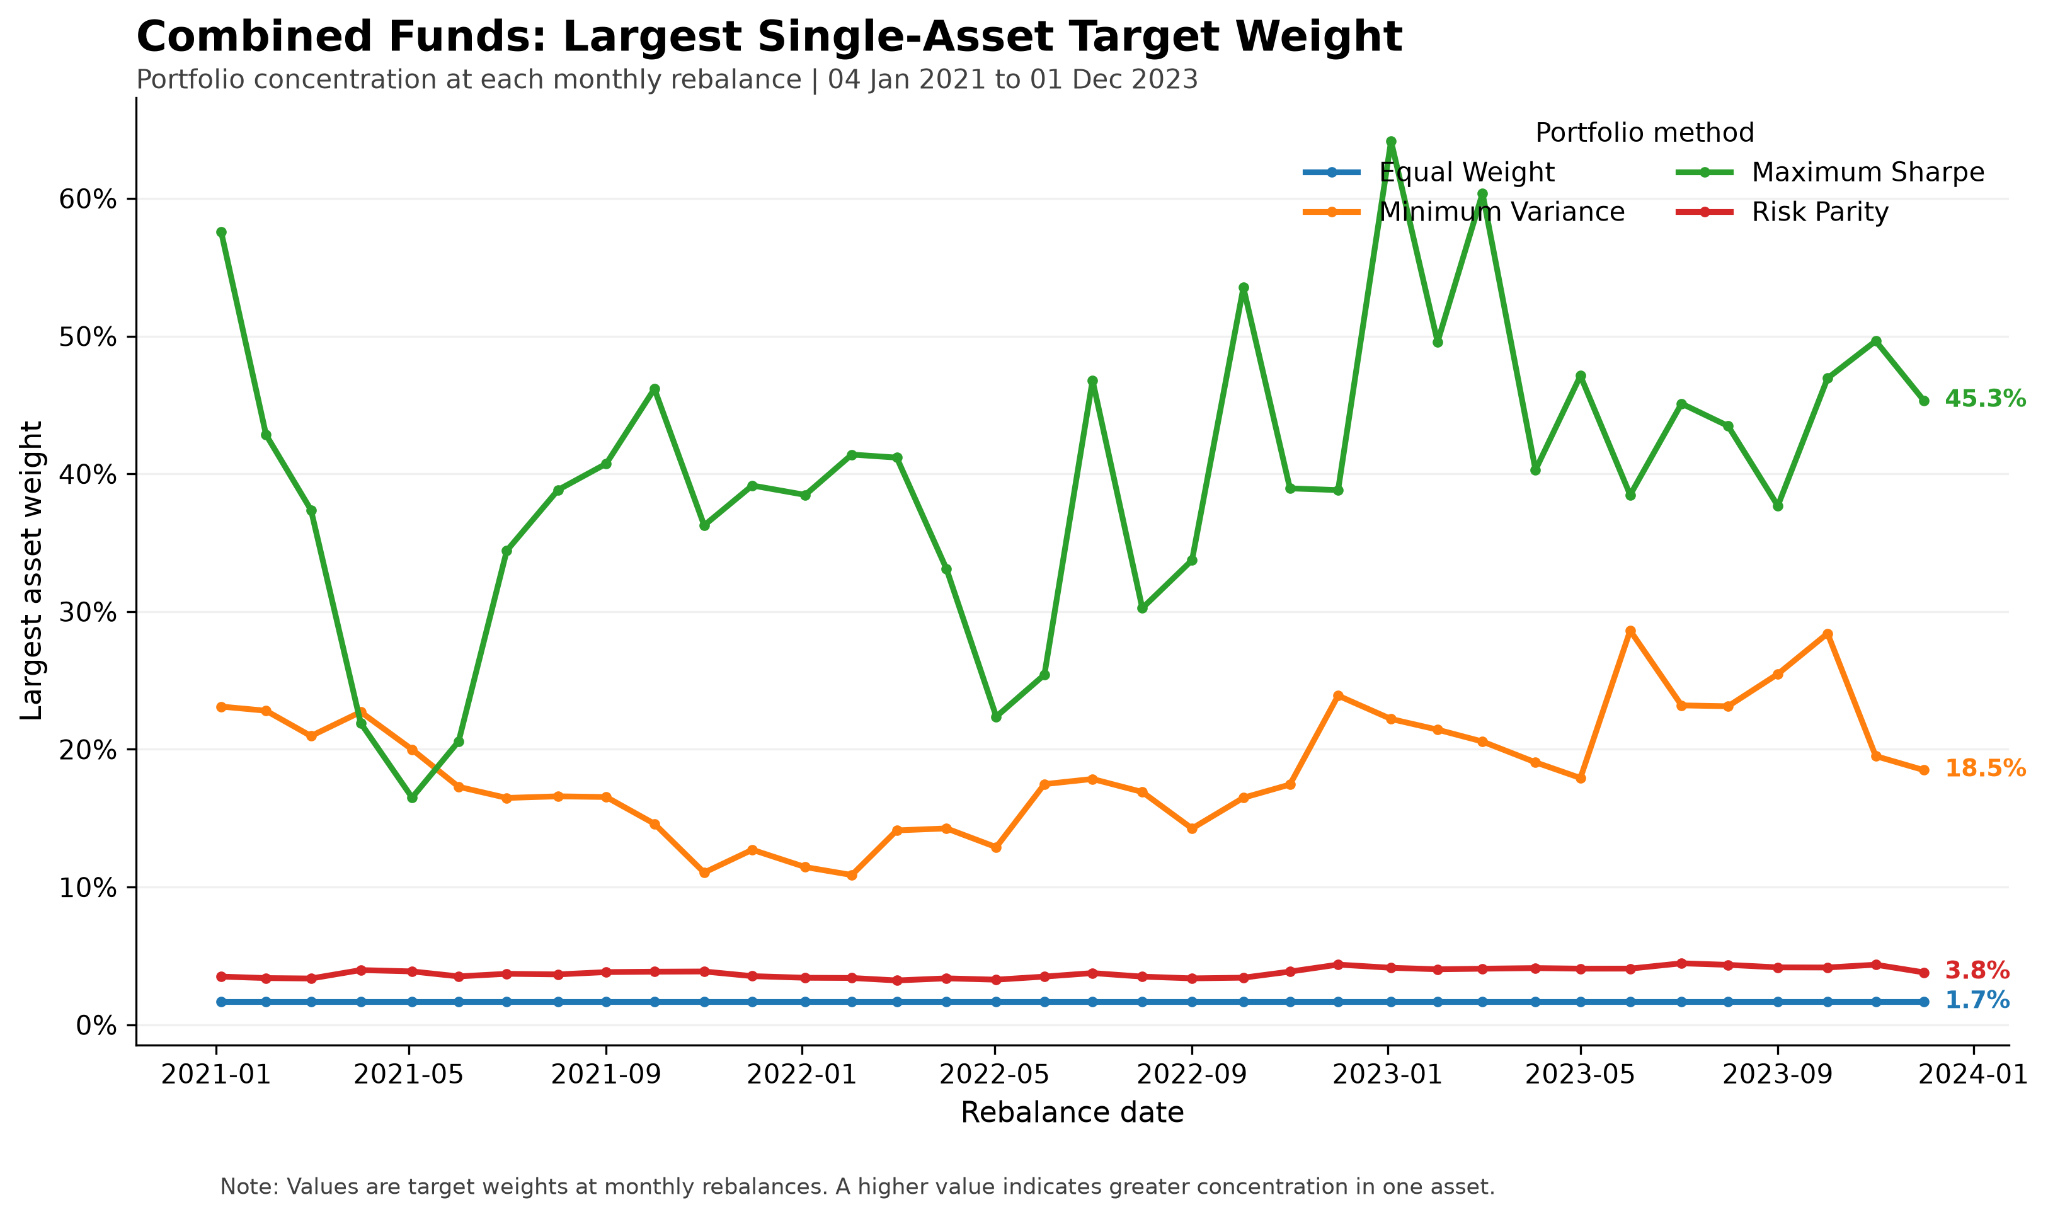 Combined Funds: Largest Single-Asset Target Weight
Portfolio concentration at each monthly rebalance | 04 Jan 2021 to 01 Dec 2023
Portfolio method
Equal Weight
Minimum Variance
Maximum Sharpe
Risk Parity
Largest asset weight
60%
50%
40%
30%
20%
10%
0%
45.3%
18.5%
3.8%
1.7%
2021-01
2021-05
2021-09
2022-01
2022-05
2022-09
2023-01
2023-05
2023-09
2024-01
Rebalance date
Note: Values are target weights at monthly rebalances. A higher value indicates greater concentration in one asset.